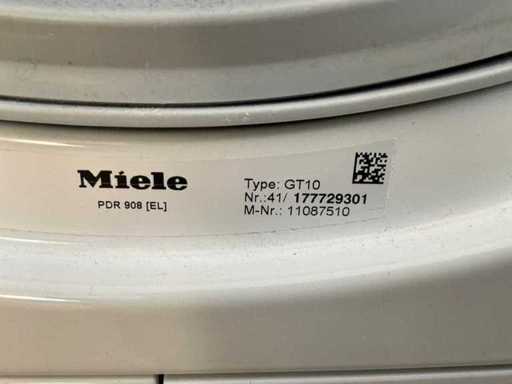 Miele
PDR 908 [EL]
Type: GT10
Nr.:41/ 177729301
M-Nr.: 11087510